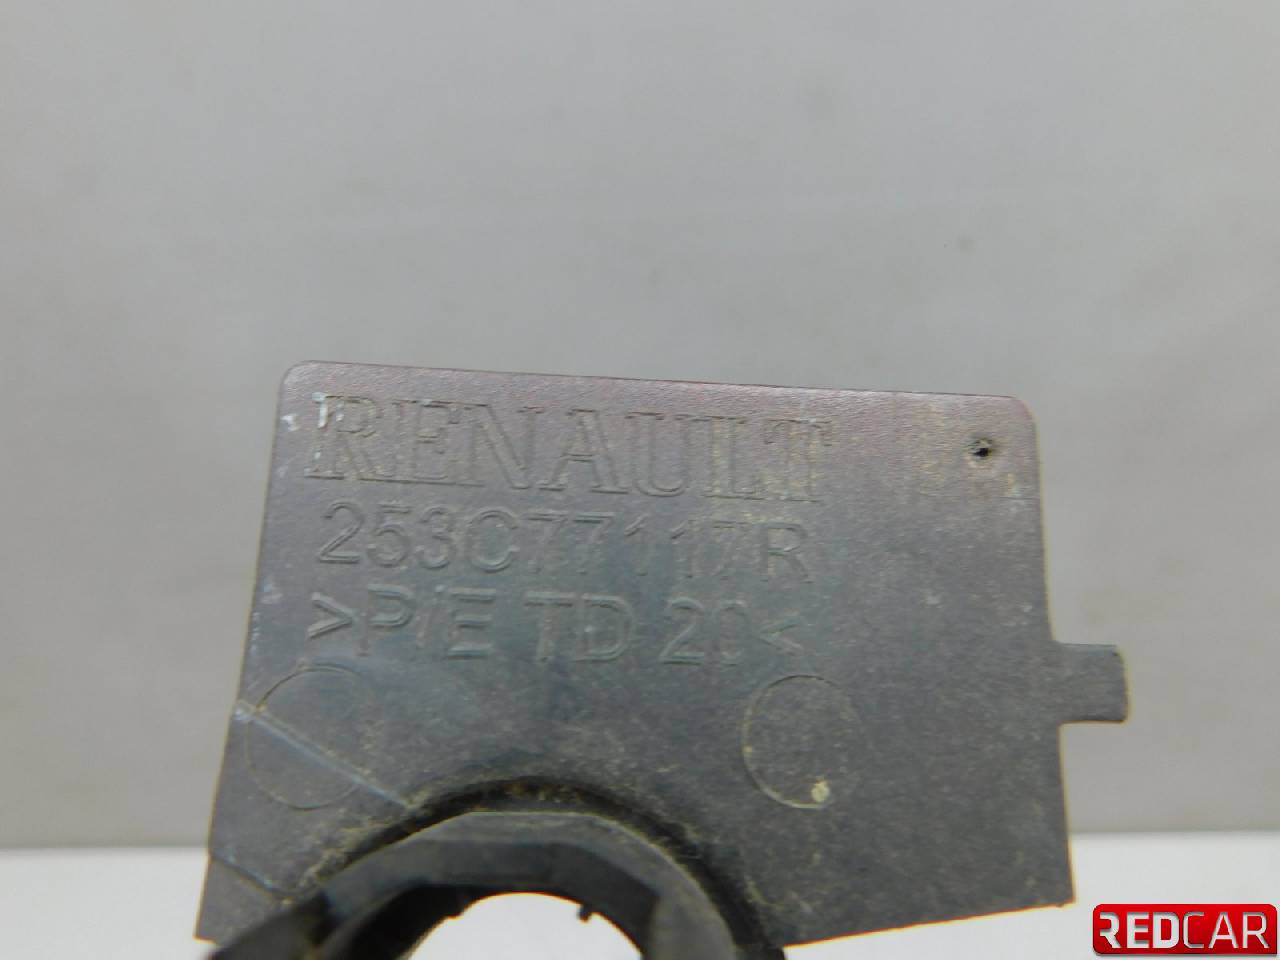 RENAULT
253C77117R
>P/E TD 20<
REDCAR